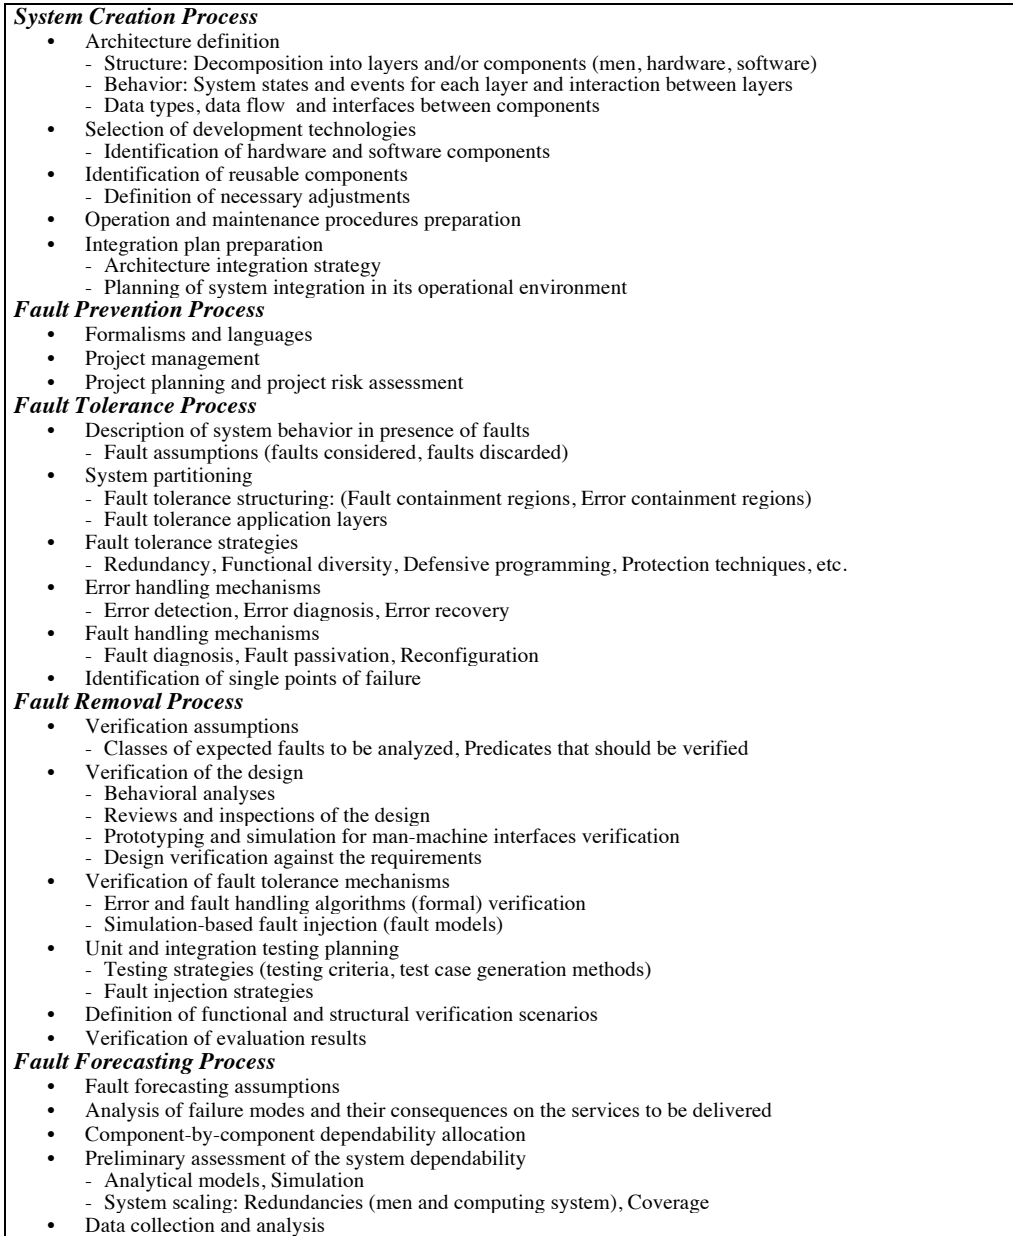 System Creation Process
• Architecture definition
- Structure: Decomposition into layers and/or components (men, hardware, software)
- Behavior: System states and events for each layer and interaction between layers
- Data types, data flow and interfaces between components
• Selection of development technologies
- Identification of hardware and software components
• Identification of reusable components
- Definition of necessary adjustments
• Operation and maintenance procedures preparation
• Integration plan preparation
- Architecture integration strategy
- Planning of system integration in its operational environment
Fault Prevention Process
• Formalisms and languages
• Project management
• Project planning and project risk assessment
Fault Tolerance Process
• Description of system behavior in presence of faults
- Fault assumptions (faults considered, faults discarded)
• System partitioning
- Fault tolerance structuring: (Fault containment regions, Error containment regions)
- Fault tolerance application layers
• Fault tolerance strategies
- Redundancy, Functional diversity, Defensive programming, Protection techniques, etc.
• Error handling mechanisms
- Error detection, Error diagnosis, Error recovery
• Fault handling mechanisms
- Fault diagnosis, Fault passivation, Reconfiguration
• Identification of single points of failure
Fault Removal Process
• Verification assumptions
- Classes of expected faults to be analyzed, Predicates that should be verified
• Verification of the design
- Behavioral analyses
- Reviews and inspections of the design
- Prototyping and simulation for man-machine interfaces verification
- Design verification against the requirements
• Verification of fault tolerance mechanisms
- Error and fault handling algorithms (formal) verification
- Simulation-based fault injection (fault models)
• Unit and integration testing planning
- Testing strategies (testing criteria, test case generation methods)
- Fault injection strategies
• Definition of functional and structural verification scenarios
• Verification of evaluation results
Fault Forecasting Process
• Fault forecasting assumptions
• Analysis of failure modes and their consequences on the services to be delivered
• Component-by-component dependability allocation
• Preliminary assessment of the system dependability
- Analytical models, Simulation
- System scaling: Redundancies (men and computing system), Coverage
• Data collection and analysis